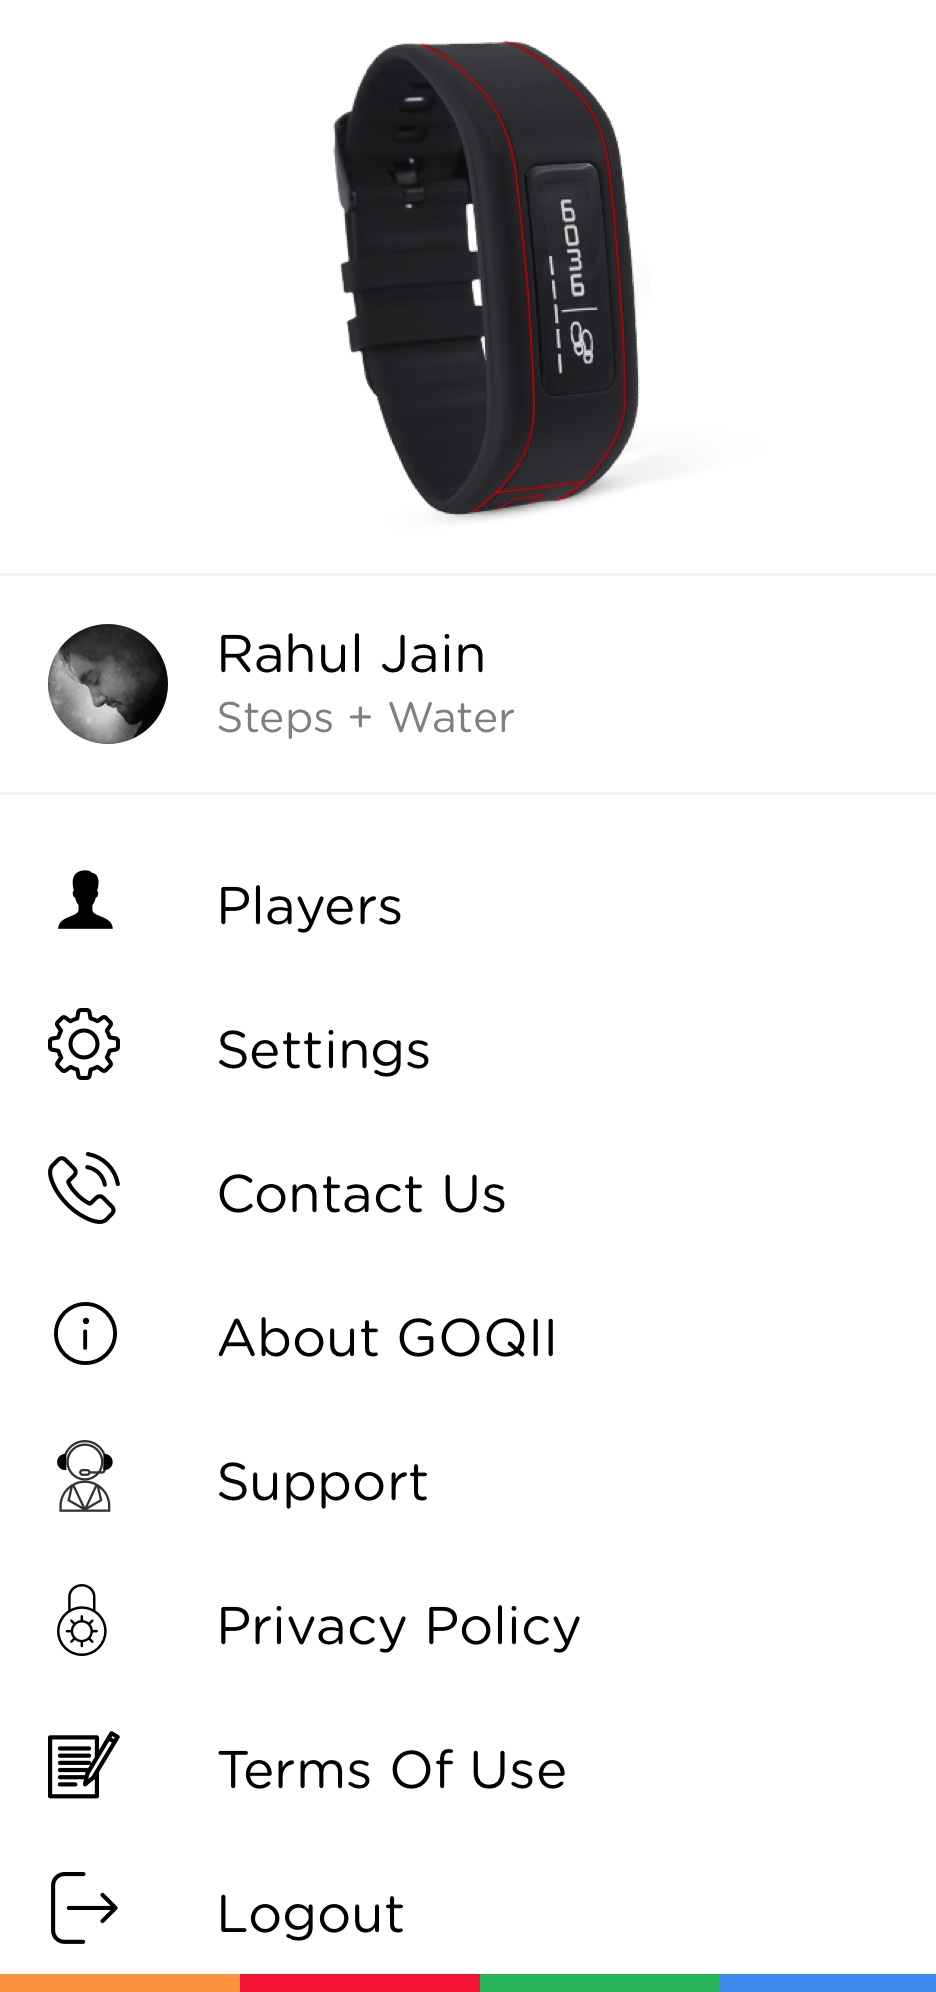 Rahul Jain
Steps + Water
Players
Settings
Contact Us
About GOQII
Support
Privacy Policy
Terms Of Use
Logout